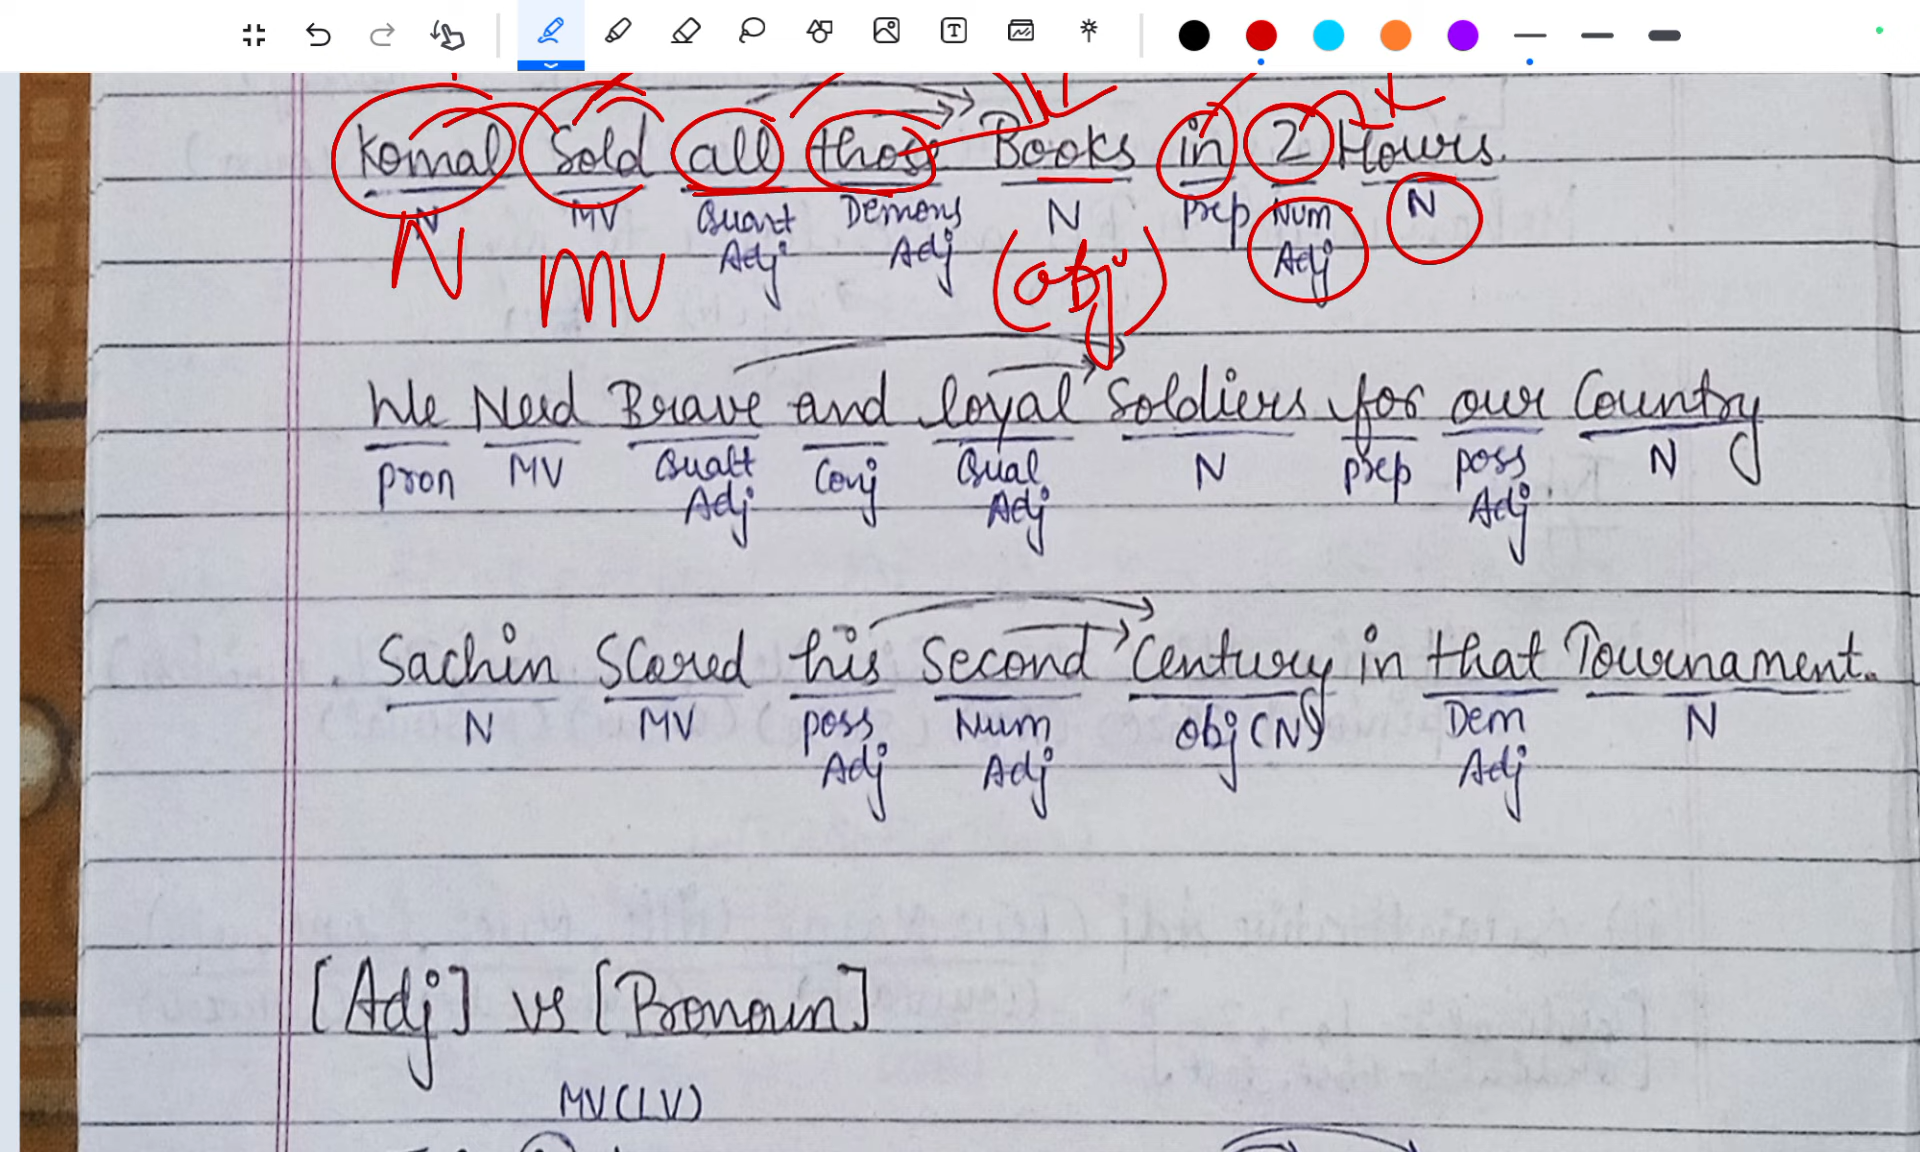 Komal Sold all those Books in 2 Hours.
N MV Quant Adj Demons Adj N Prep Num Adj N
N MV (obj)
We Need Brave and loyal Soldiers for our Country
pron MV Qualt Adj Conj Qual Adj N prep poss Adj N
Sachin Scored his Second Century in that Tournament.
N MV poss Adj Num Adj obj (N) Dem Adj N
[Adj] vs [Pronoun]
MV (LV)